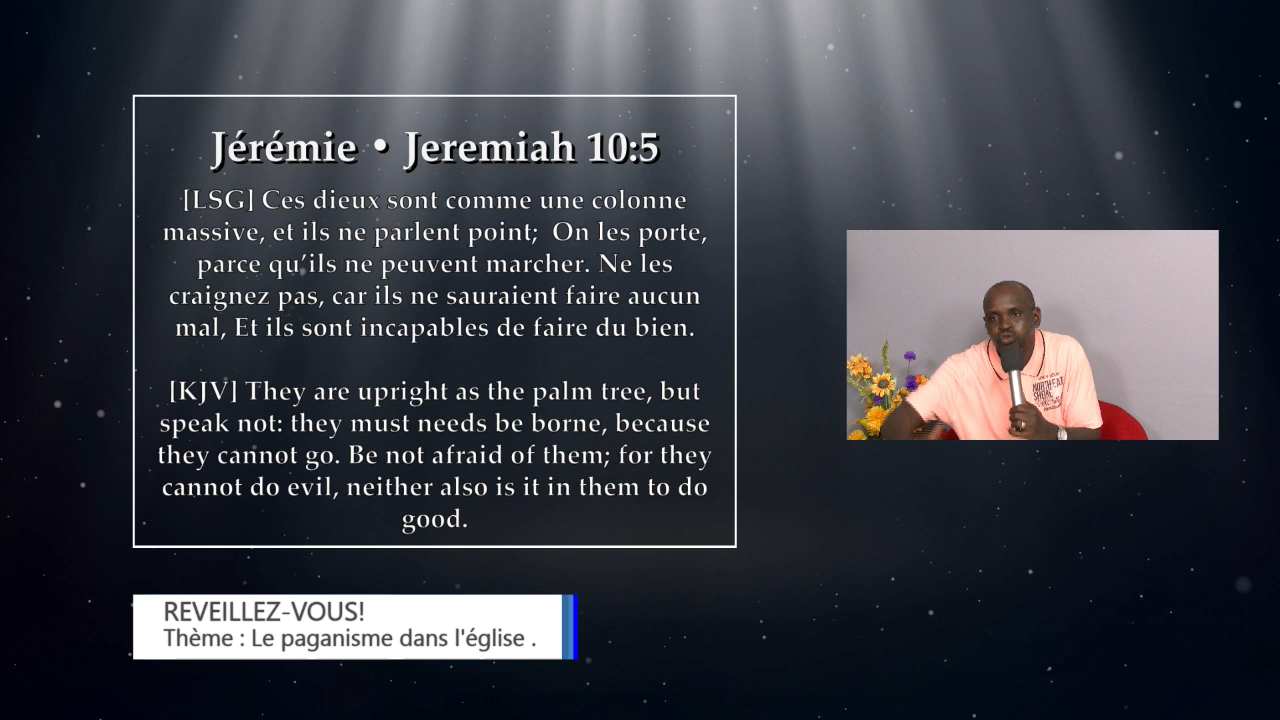 Jérémie • Jeremiah 10:5
[LSG] Ces dieux sont comme une colonne
massive, et ils ne parlent point;  On les porte,
parce qu’ils ne peuvent marcher. Ne les
craignez pas, car ils ne sauraient faire aucun
mal, Et ils sont incapables de faire du bien.
[KJV] They are upright as the palm tree, but
speak not: they must needs be borne, because
they cannot go. Be not afraid of them; for they
cannot do evil, neither also is it in them to do
good.
NORTHEAST
SHORE
REVEILLEZ-VOUS!
Thème : Le paganisme dans l'église .